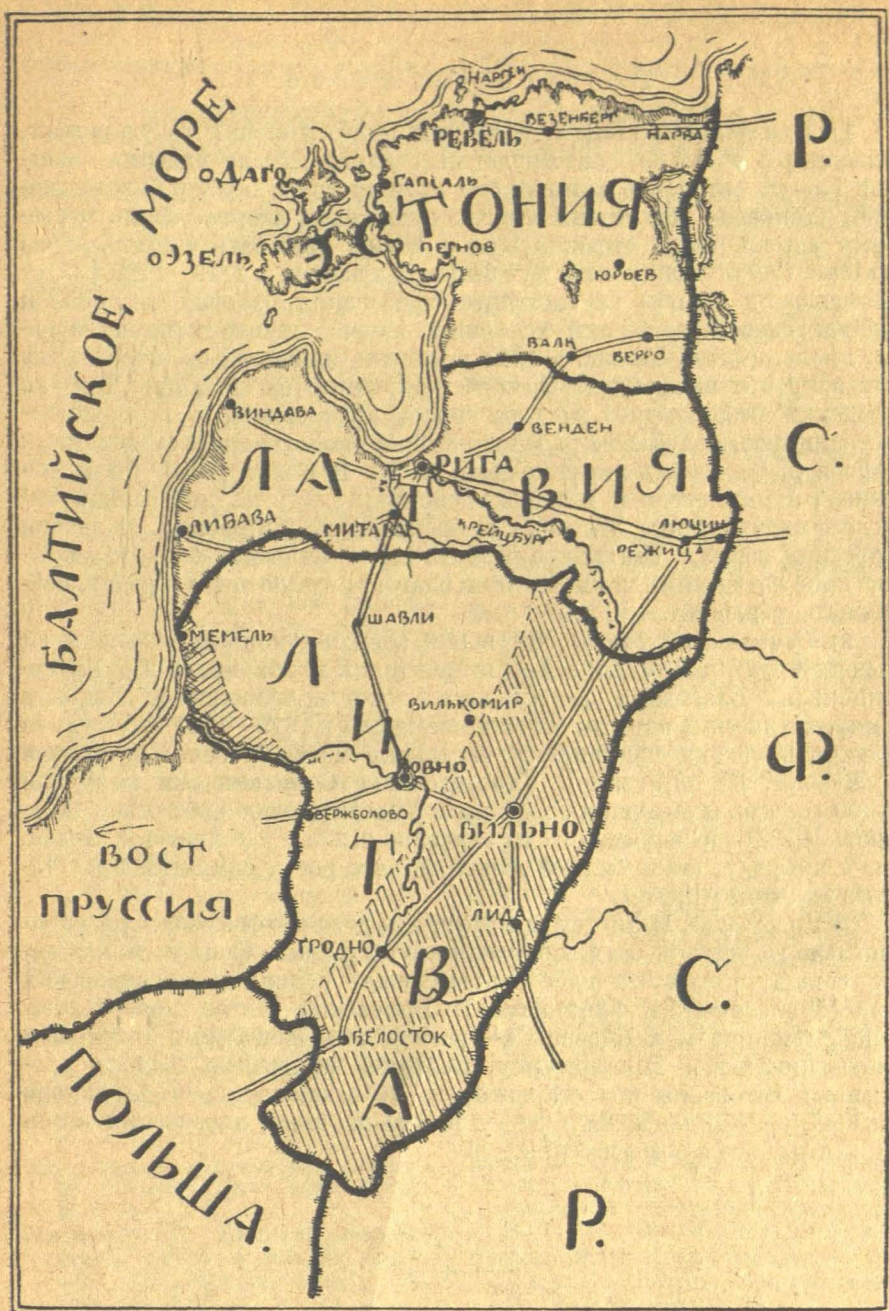 БАЛТИЙСКОЕ МОРЕ
НАРГЕН
РЕВЕЛЬ
ВЕЗЕНБЕРГ
НАРВА
оДАГО
ГАПСАЛЬ
ЭСТОНИЯ
оЭЗЕЛЬ
ПЕРНОВ
ЮРЬЕВ
ВАЛК
ВЕРРО
ВИНДАВА
ВЕНДЕН
РИГА
ЛАТВИЯ
ЛИБАВА
МИТАВА
КРЕЙЦБУРГ
ЛЮЦИН
РЕЖИЦА
МЕМЕЛЬ
ШАВЛИ
ВИЛЬКОМИР
ЛИТВА
КОВНО
ВЕРЖБОЛОВО
ВИЛЬНО
ВОСТ
ПРУССИЯ
ЛИДА
ГРОДНО
БЕЛОСТОК
ПОЛЬША.
Р.
С.
Ф.
С.
Р.